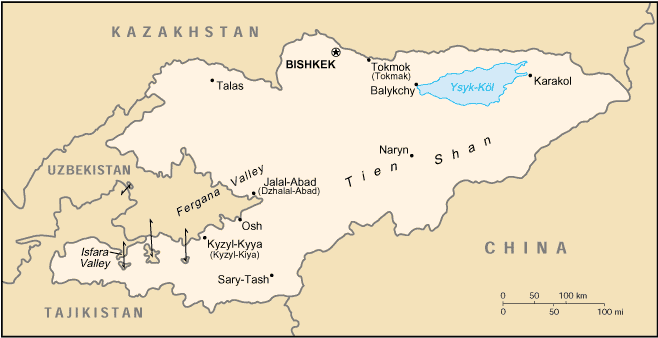 KAZAKHSTAN
BISHKEK
Tokmok
(Tokmak)
Talas
Balykchy
Ysyk-Köl
Karakol
Naryn
Tien Shan
UZBEKISTAN
Fergana Valley
Jalal-Abad
(Dzhalal-Abad)
Osh
Kyzyl-Kyya
(Kyzyl-Kiya)
Isfara
Valley
Sary-Tash
CHINA
TAJIKISTAN
0 50 100 km
0 50 100 mi